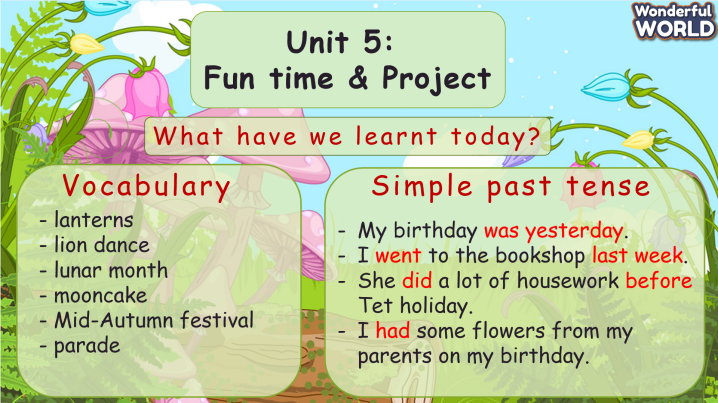 Wonderful
WORLD
Unit 5:
Fun time & Project
What have we learnt today?
Vocabulary
- lanterns
- lion dance
- lunar month
- mooncake
- Mid-Autumn festival
- parade
Simple past tense
- My birthday was yesterday.
- I went to the bookshop last week.
- She did a lot of housework before
Tet holiday.
- I had some flowers from my
parents on my birthday.